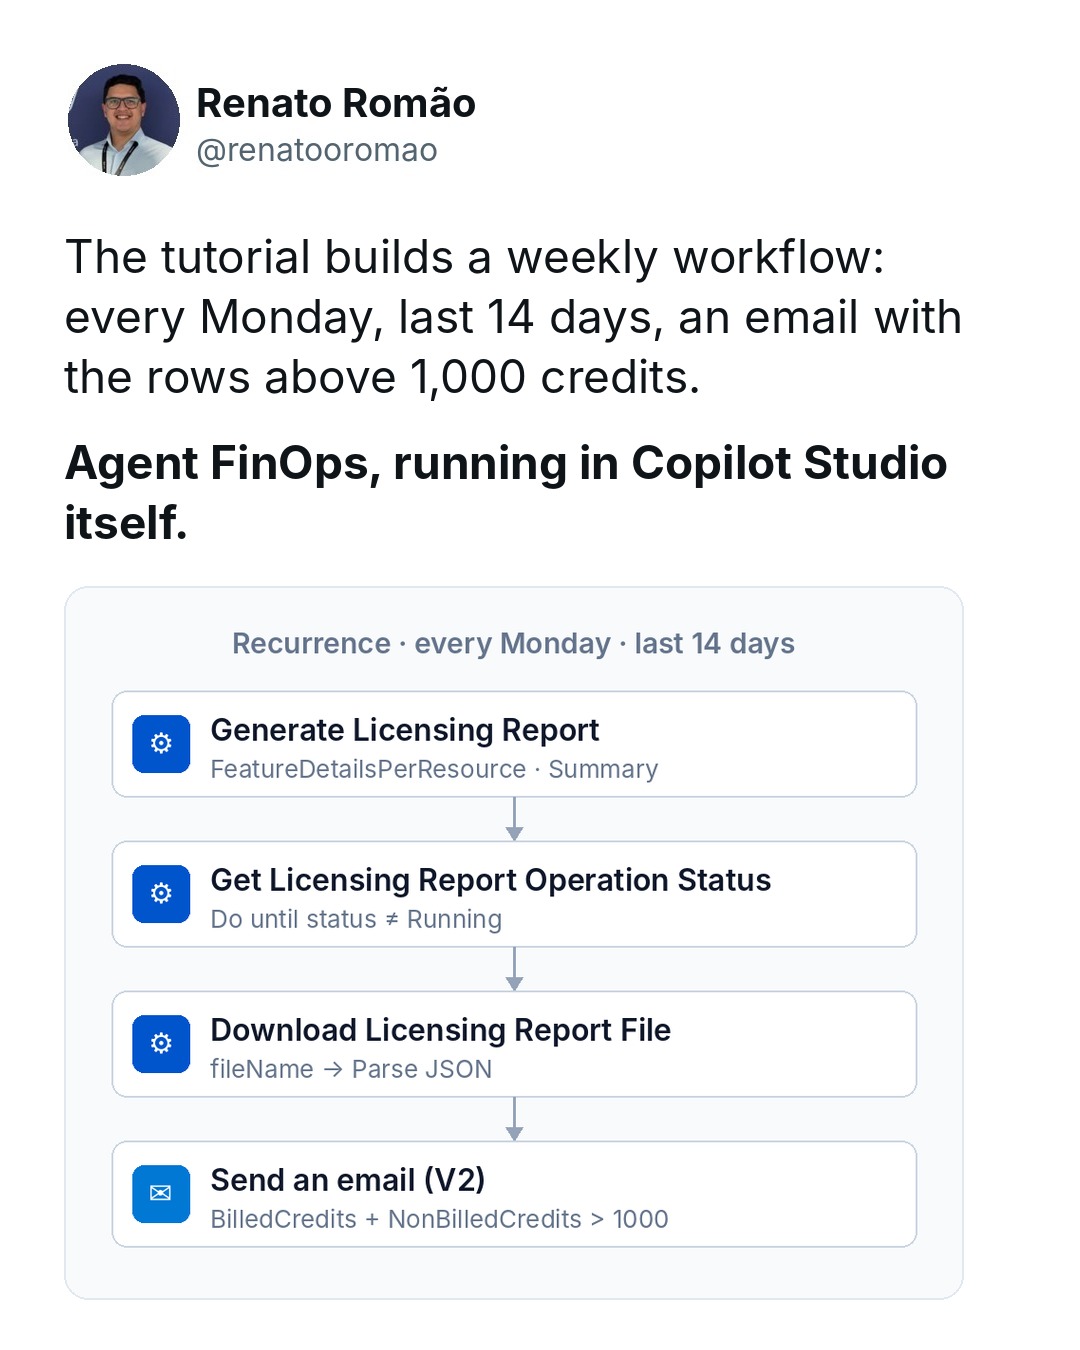 Renato Romão
@renatooromao
The tutorial builds a weekly workflow:
every Monday, last 14 days, an email with
the rows above 1,000 credits.
Agent FinOps, running in Copilot Studio
itself.
Recurrence · every Monday · last 14 days
Generate Licensing Report
FeatureDetailsPerResource · Summary
Get Licensing Report Operation Status
Do until status ≠ Running
Download Licensing Report File
fileName → Parse JSON
Send an email (V2)
BilledCredits + NonBilledCredits > 1000